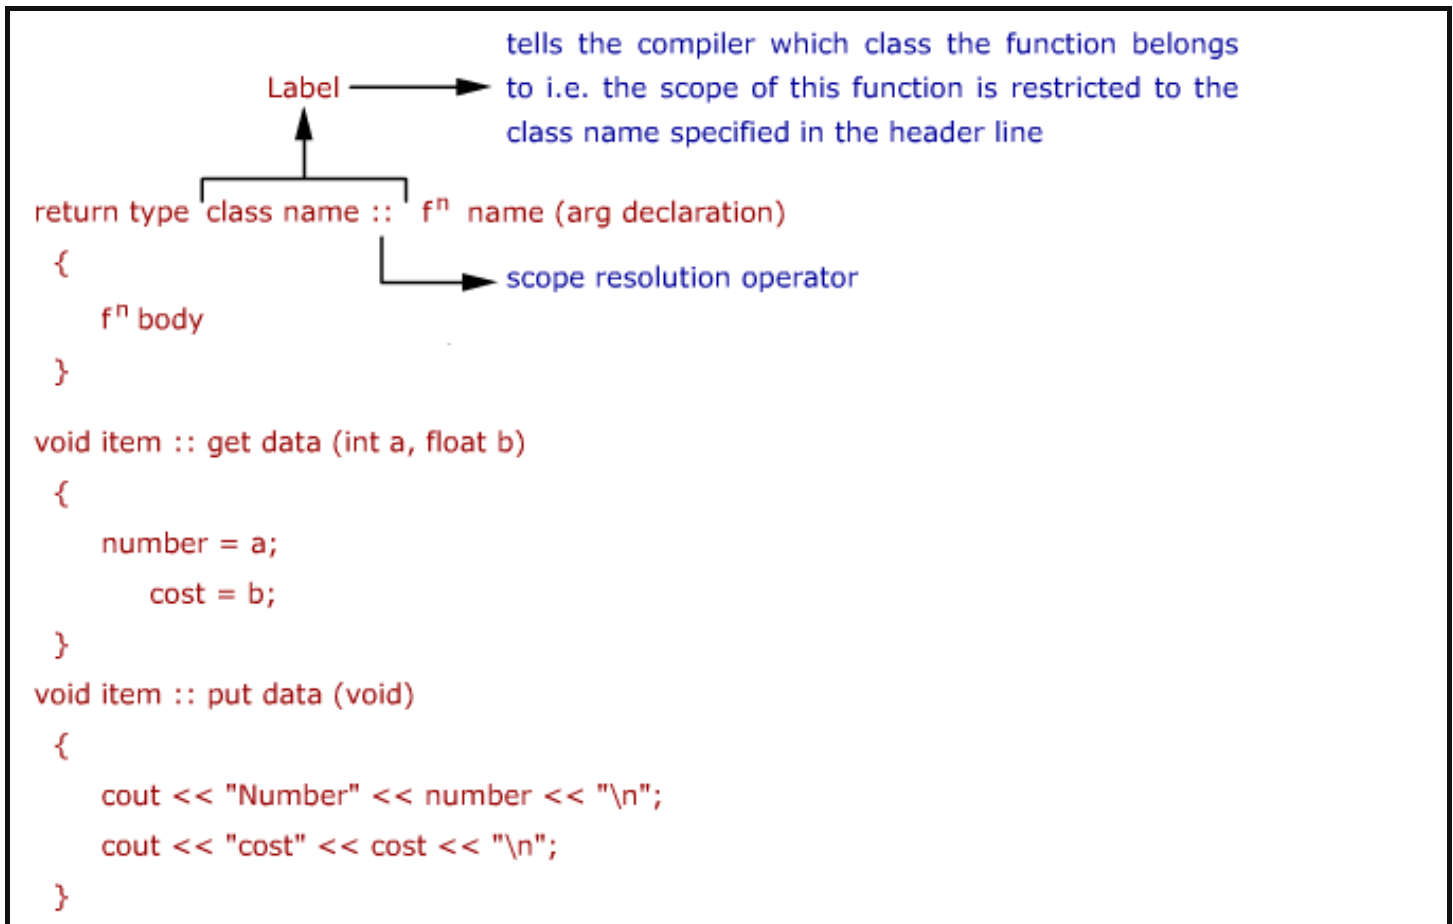 tells the compiler which class the function belongs
Label to i.e. the scope of this function is restricted to the
class name specified in the header line
return type class name :: fⁿ name (arg declaration)
{
scope resolution operator
fⁿ body
}
void item :: get data (int a, float b)
{
number = a;
cost = b;
}
void item :: put data (void)
{
cout << "Number" << number << "\n";
cout << "cost" << cost << "\n";
}